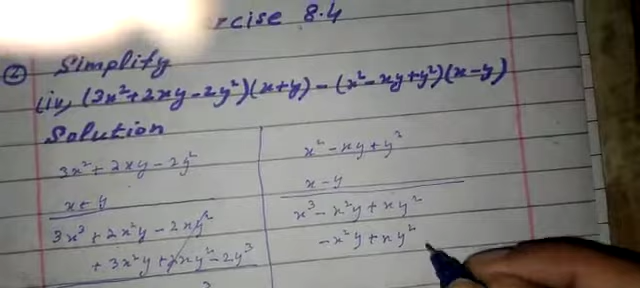 rcise 8.4
② Simplify
(iv) (3x²+2xy-2y²)(x+y)-(x²-xy+y²)(x-y)
Solution
3x²+2xy-2y²
x+y
3x³+2x²y-2xy²
+3x²y+2xy²-2y³
x²-xy+y²
x-y
x³-x²y+xy²
-x²y+xy²